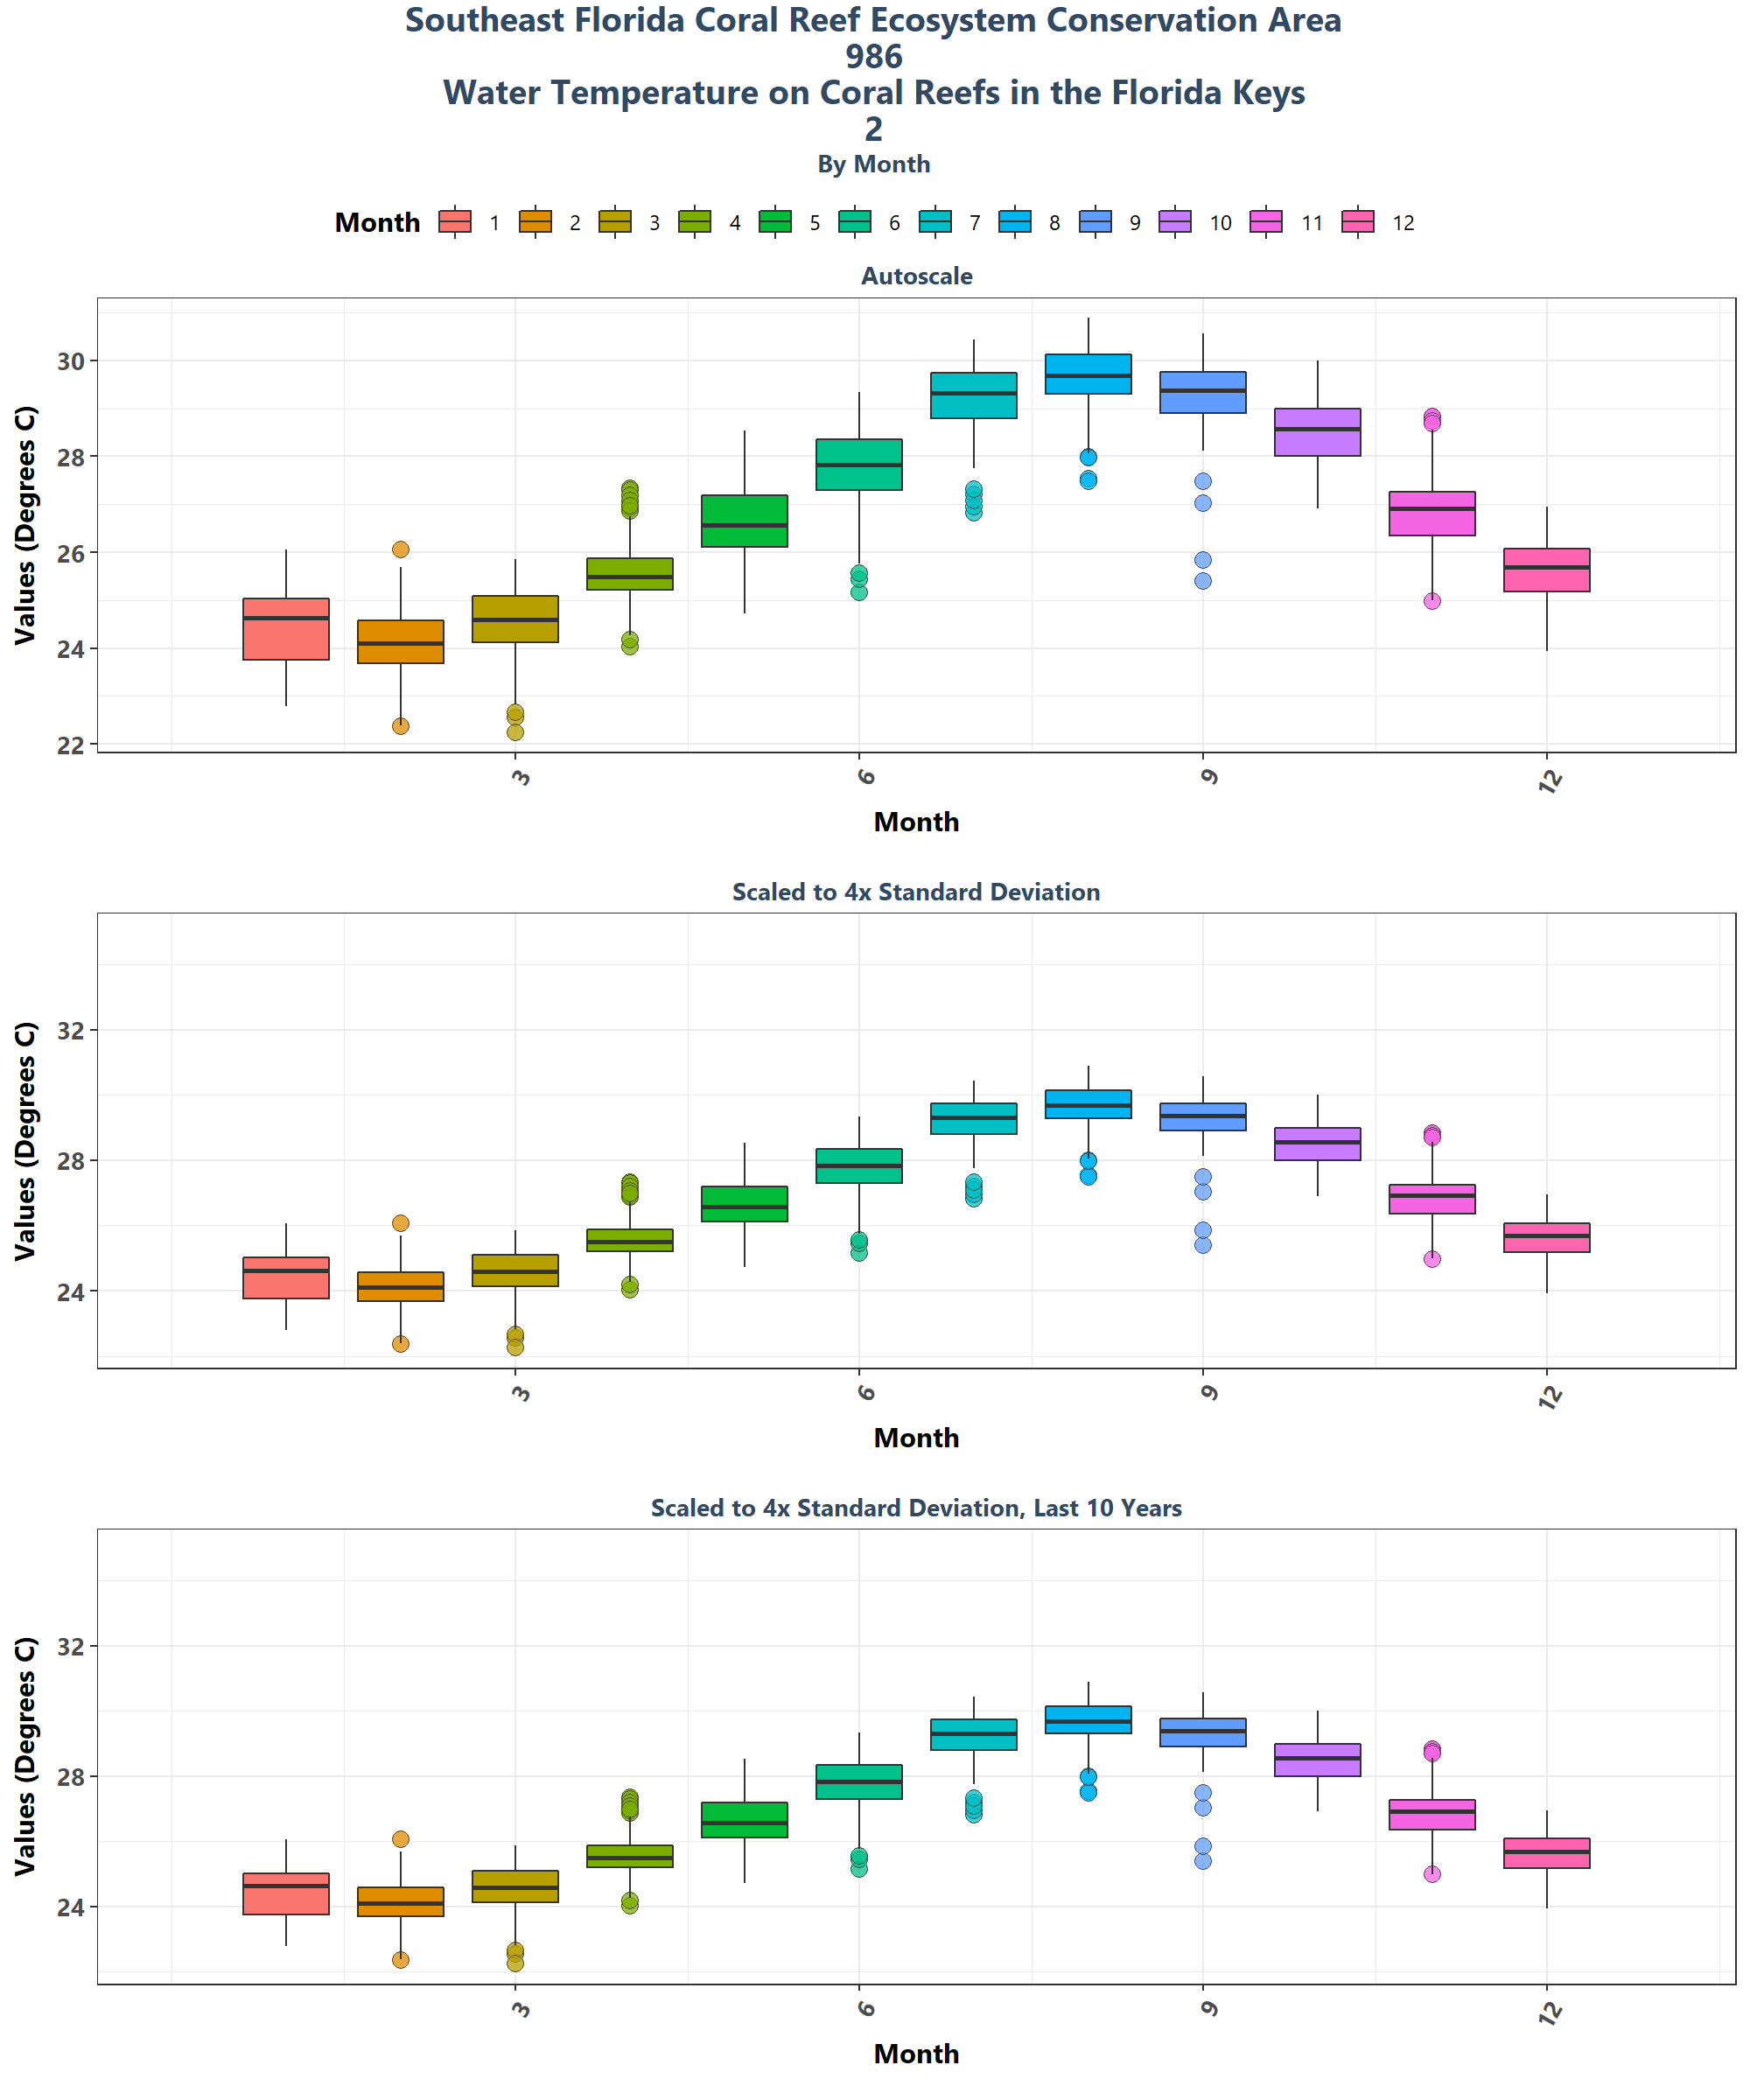 Southeast Florida Coral Reef Ecosystem Conservation Area
986
Water Temperature on Coral Reefs in the Florida Keys
2
By Month
Month 1 2 3 4 5 6 7 8 9 10 11 12
Autoscale
Values (Degrees C)
30
28
26
24
22
3 6 9 12
Month
Scaled to 4x Standard Deviation
Values (Degrees C)
32
28
24
3 6 9 12
Month
Scaled to 4x Standard Deviation, Last 10 Years
Values (Degrees C)
32
28
24
3 6 9 12
Month